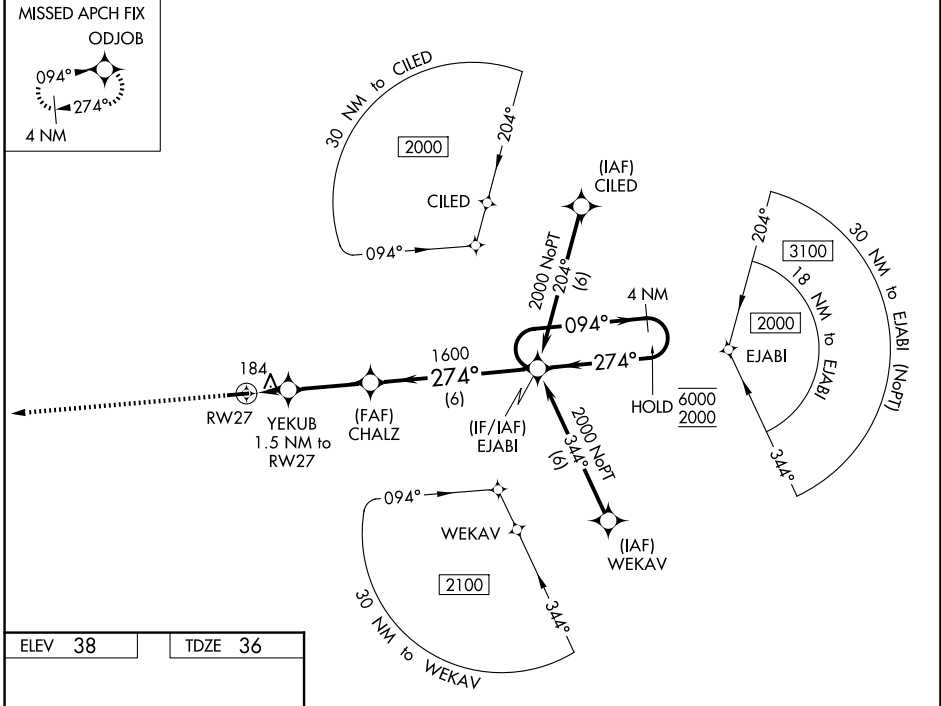 MISSED APCH FIX
ODJOB
094°
274°
4 NM
30 NM to CILED
2000
204°
CILED
094°
(IAF)
CILED
2000 NoPT
204°
(6)
4 NM
094°
274°
HOLD
6000
2000
204°
3100
30 NM to EJABI (NoPT)
18 NM to EJABI
2000
EJABI
344°
184
RW27
YEKUB
1.5 NM to
RW27
(FAF)
CHALZ
1600
274°
(6)
(IF/IAF)
EJABI
2000 NoPT
344°
(6)
(IAF)
WEKAV
094°
WEKAV
2100
344°
30 NM to WEKAV
ELEV 38
TDZE 36